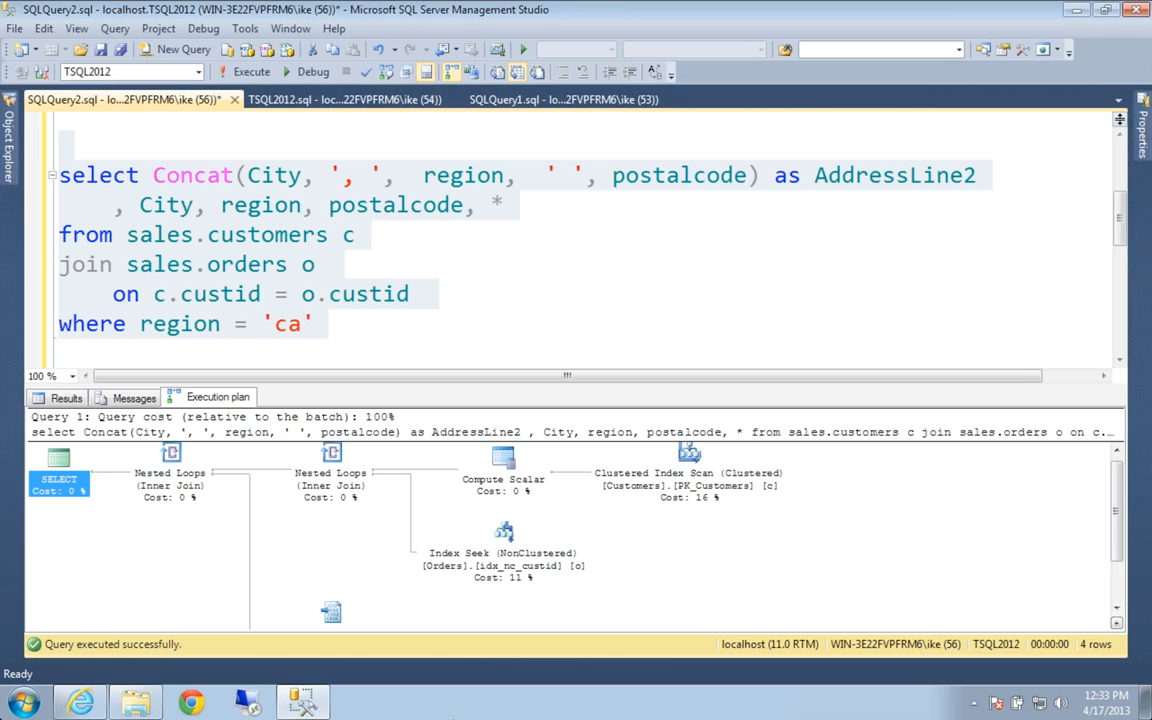 SQLQuery2.sql - localhost.TSQL2012 (WIN-3E22VPFRM6\ike (56))* - Microsoft SQL Server Management Studio
File Edit View Query Project Debug Tools Window Help
New Query
TSQL2012 Execute Debug
SQLQuery2.sql - lo...2FVPFRM6\ike (56))* TSQL2012.sql - loc...22FVPFRM6\ike (54)) SQLQuery1.sql - lo...2FVPFRM6\ike (53))
Object Explorer
Properties
select Concat(City, ', ', region, ' ', postalcode) as AddressLine2
, City, region, postalcode, *
from sales.customers c
join sales.orders o
on c.custid = o.custid
where region = 'ca'
100 %
Results Messages Execution plan
Query 1: Query cost (relative to the batch): 100%
select Concat(City, ', ', region, ' ', postalcode) as AddressLine2 , City, region, postalcode, * from sales.customers c join sales.orders o on c....
SELECT
Cost: 0 %
Nested Loops
(Inner Join)
Cost: 0 %
Nested Loops
(Inner Join)
Cost: 0 %
Compute Scalar
Cost: 0 %
Clustered Index Scan (Clustered)
[Customers].[PK_Customers] [c]
Cost: 16 %
Index Seek (NonClustered)
[Orders].[idx_nc_custid] [o]
Cost: 11 %
Query executed successfully. localhost (11.0 RTM) WIN-3E22FVPFRM6\ike (56) TSQL2012 00:00:00 4 rows
Ready
12:33 PM
4/17/2013